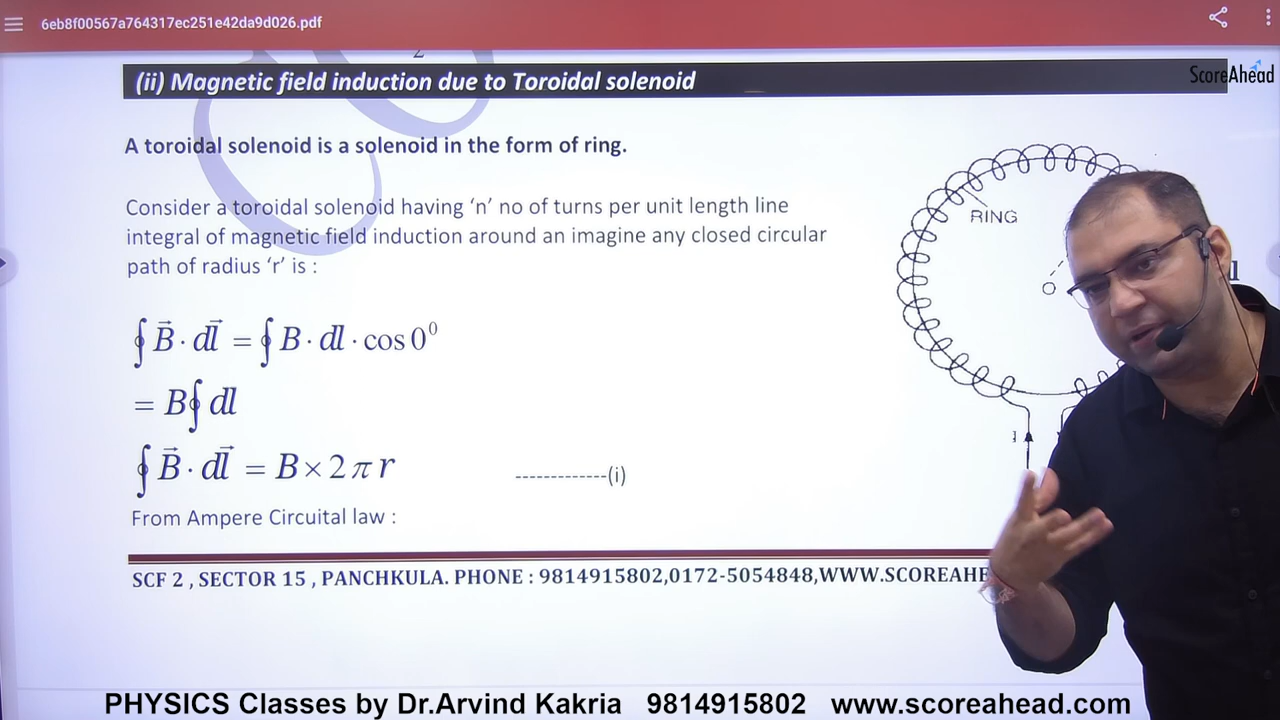 6eb8f00567a764317ec251e42da9d026.pdf
2
(ii) Magnetic field induction due to Toroidal solenoid
ScoreAhead
A toroidal solenoid is a solenoid in the form of ring.
Consider a toroidal solenoid having ‘n’ no of turns per unit length line
integral of magnetic field induction around an imagine any closed circular
path of radius ‘r’ is :
RING
O
∮ B⃗ · dl⃗ = ∮ B · dl · cos 0⁰
= B∮ dl
∮ B⃗ · dl⃗ = B × 2 π r -------------(i)
I
From Ampere Circuital law :
SCF 2 , SECTOR 15 , PANCHKULA. PHONE : 9814915802,0172-5054848,WWW.SCOREAHE
PHYSICS Classes by Dr.Arvind Kakria 9814915802 www.scoreahead.com